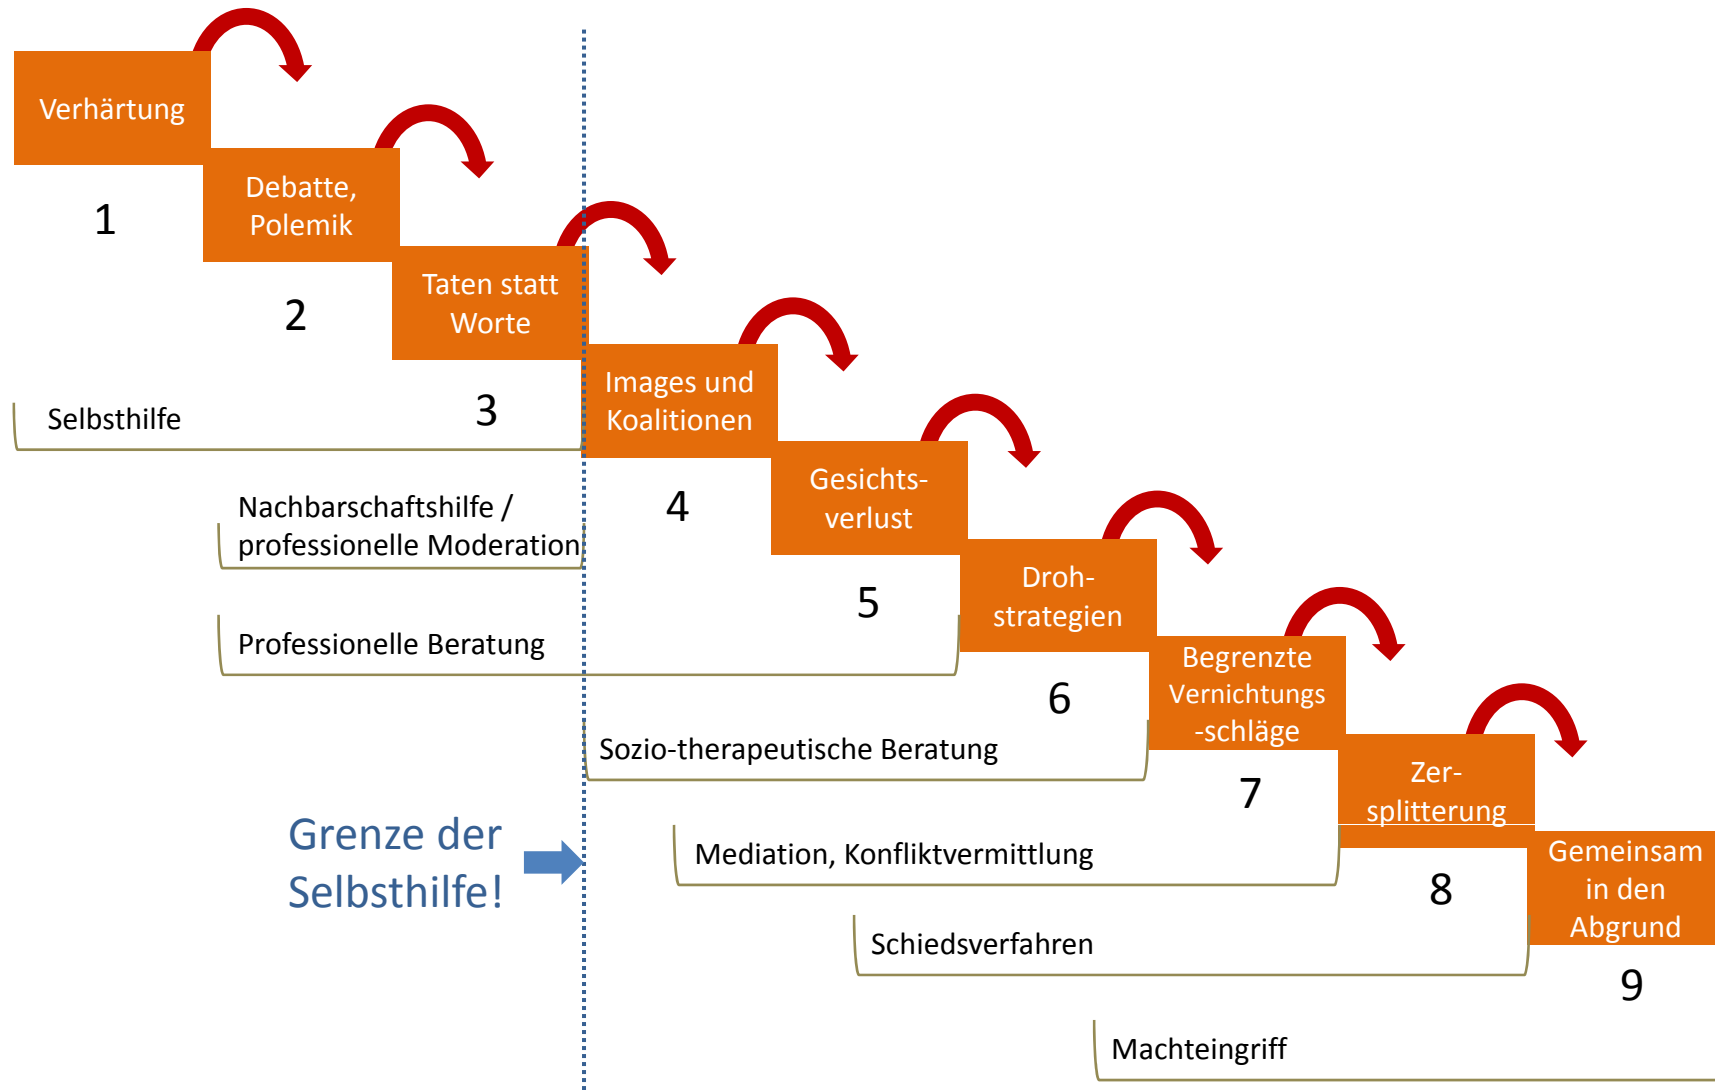 Verhärtung
1
Debatte,
Polemik
2
Taten statt
Worte
3
Images und
Koalitionen
4
Gesichts-
verlust
5
Droh-
strategien
6
Begrenzte
Vernichtungs
-schläge
7
Zer-
splitterung
8
Gemeinsam
in den
Abgrund
9
Selbsthilfe
Nachbarschaftshilfe /
professionelle Moderation
Professionelle Beratung
Sozio-therapeutische Beratung
Grenze der
Selbsthilfe!
Mediation, Konfliktvermittlung
Schiedsverfahren
Machteingriff